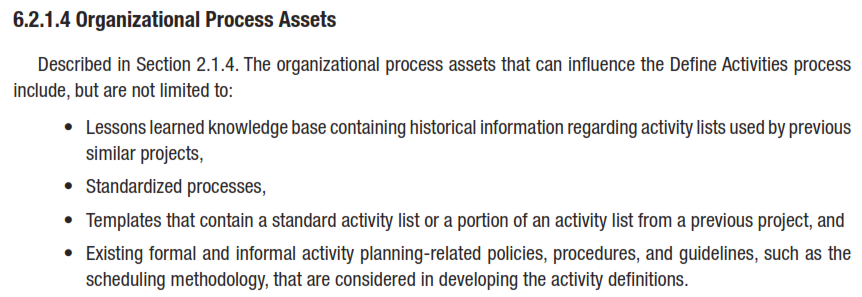 6.2.1.4 Organizational Process Assets
Described in Section 2.1.4. The organizational process assets that can influence the Define Activities process
include, but are not limited to:
• Lessons learned knowledge base containing historical information regarding activity lists used by previous
similar projects,
• Standardized processes,
• Templates that contain a standard activity list or a portion of an activity list from a previous project, and
• Existing formal and informal activity planning-related policies, procedures, and guidelines, such as the
scheduling methodology, that are considered in developing the activity definitions.